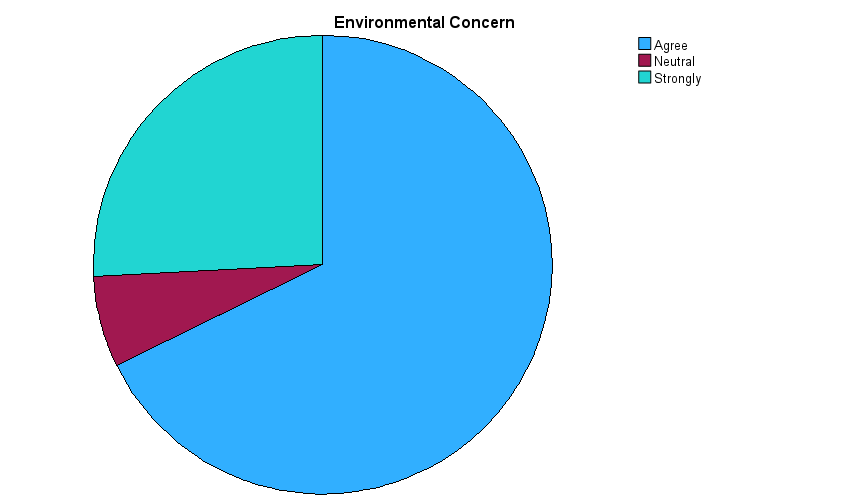 Environmental Concern
Agree
Neutral
Strongly